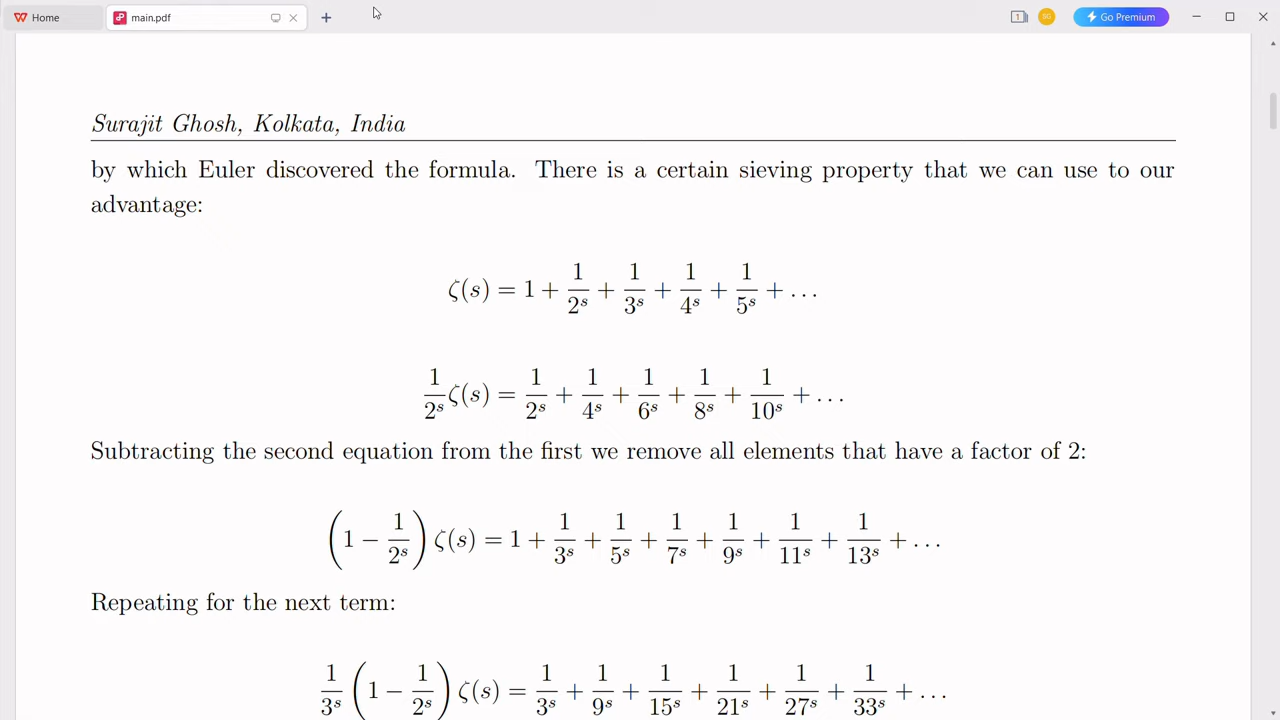 Home
main.pdf
1
SG
Go Premium
Surajit Ghosh, Kolkata, India
by which Euler discovered the formula. There is a certain sieving property that we can use to our
advantage:
ζ(s) = 1 + 1/2^s + 1/3^s + 1/4^s + 1/5^s + ...
1/2^s ζ(s) = 1/2^s + 1/4^s + 1/6^s + 1/8^s + 1/10^s + ...
Subtracting the second equation from the first we remove all elements that have a factor of 2:
(1 − 1/2^s) ζ(s) = 1 + 1/3^s + 1/5^s + 1/7^s + 1/9^s + 1/11^s + 1/13^s + ...
Repeating for the next term:
1/3^s (1 − 1/2^s) ζ(s) = 1/3^s + 1/9^s + 1/15^s + 1/21^s + 1/27^s + 1/33^s + ...